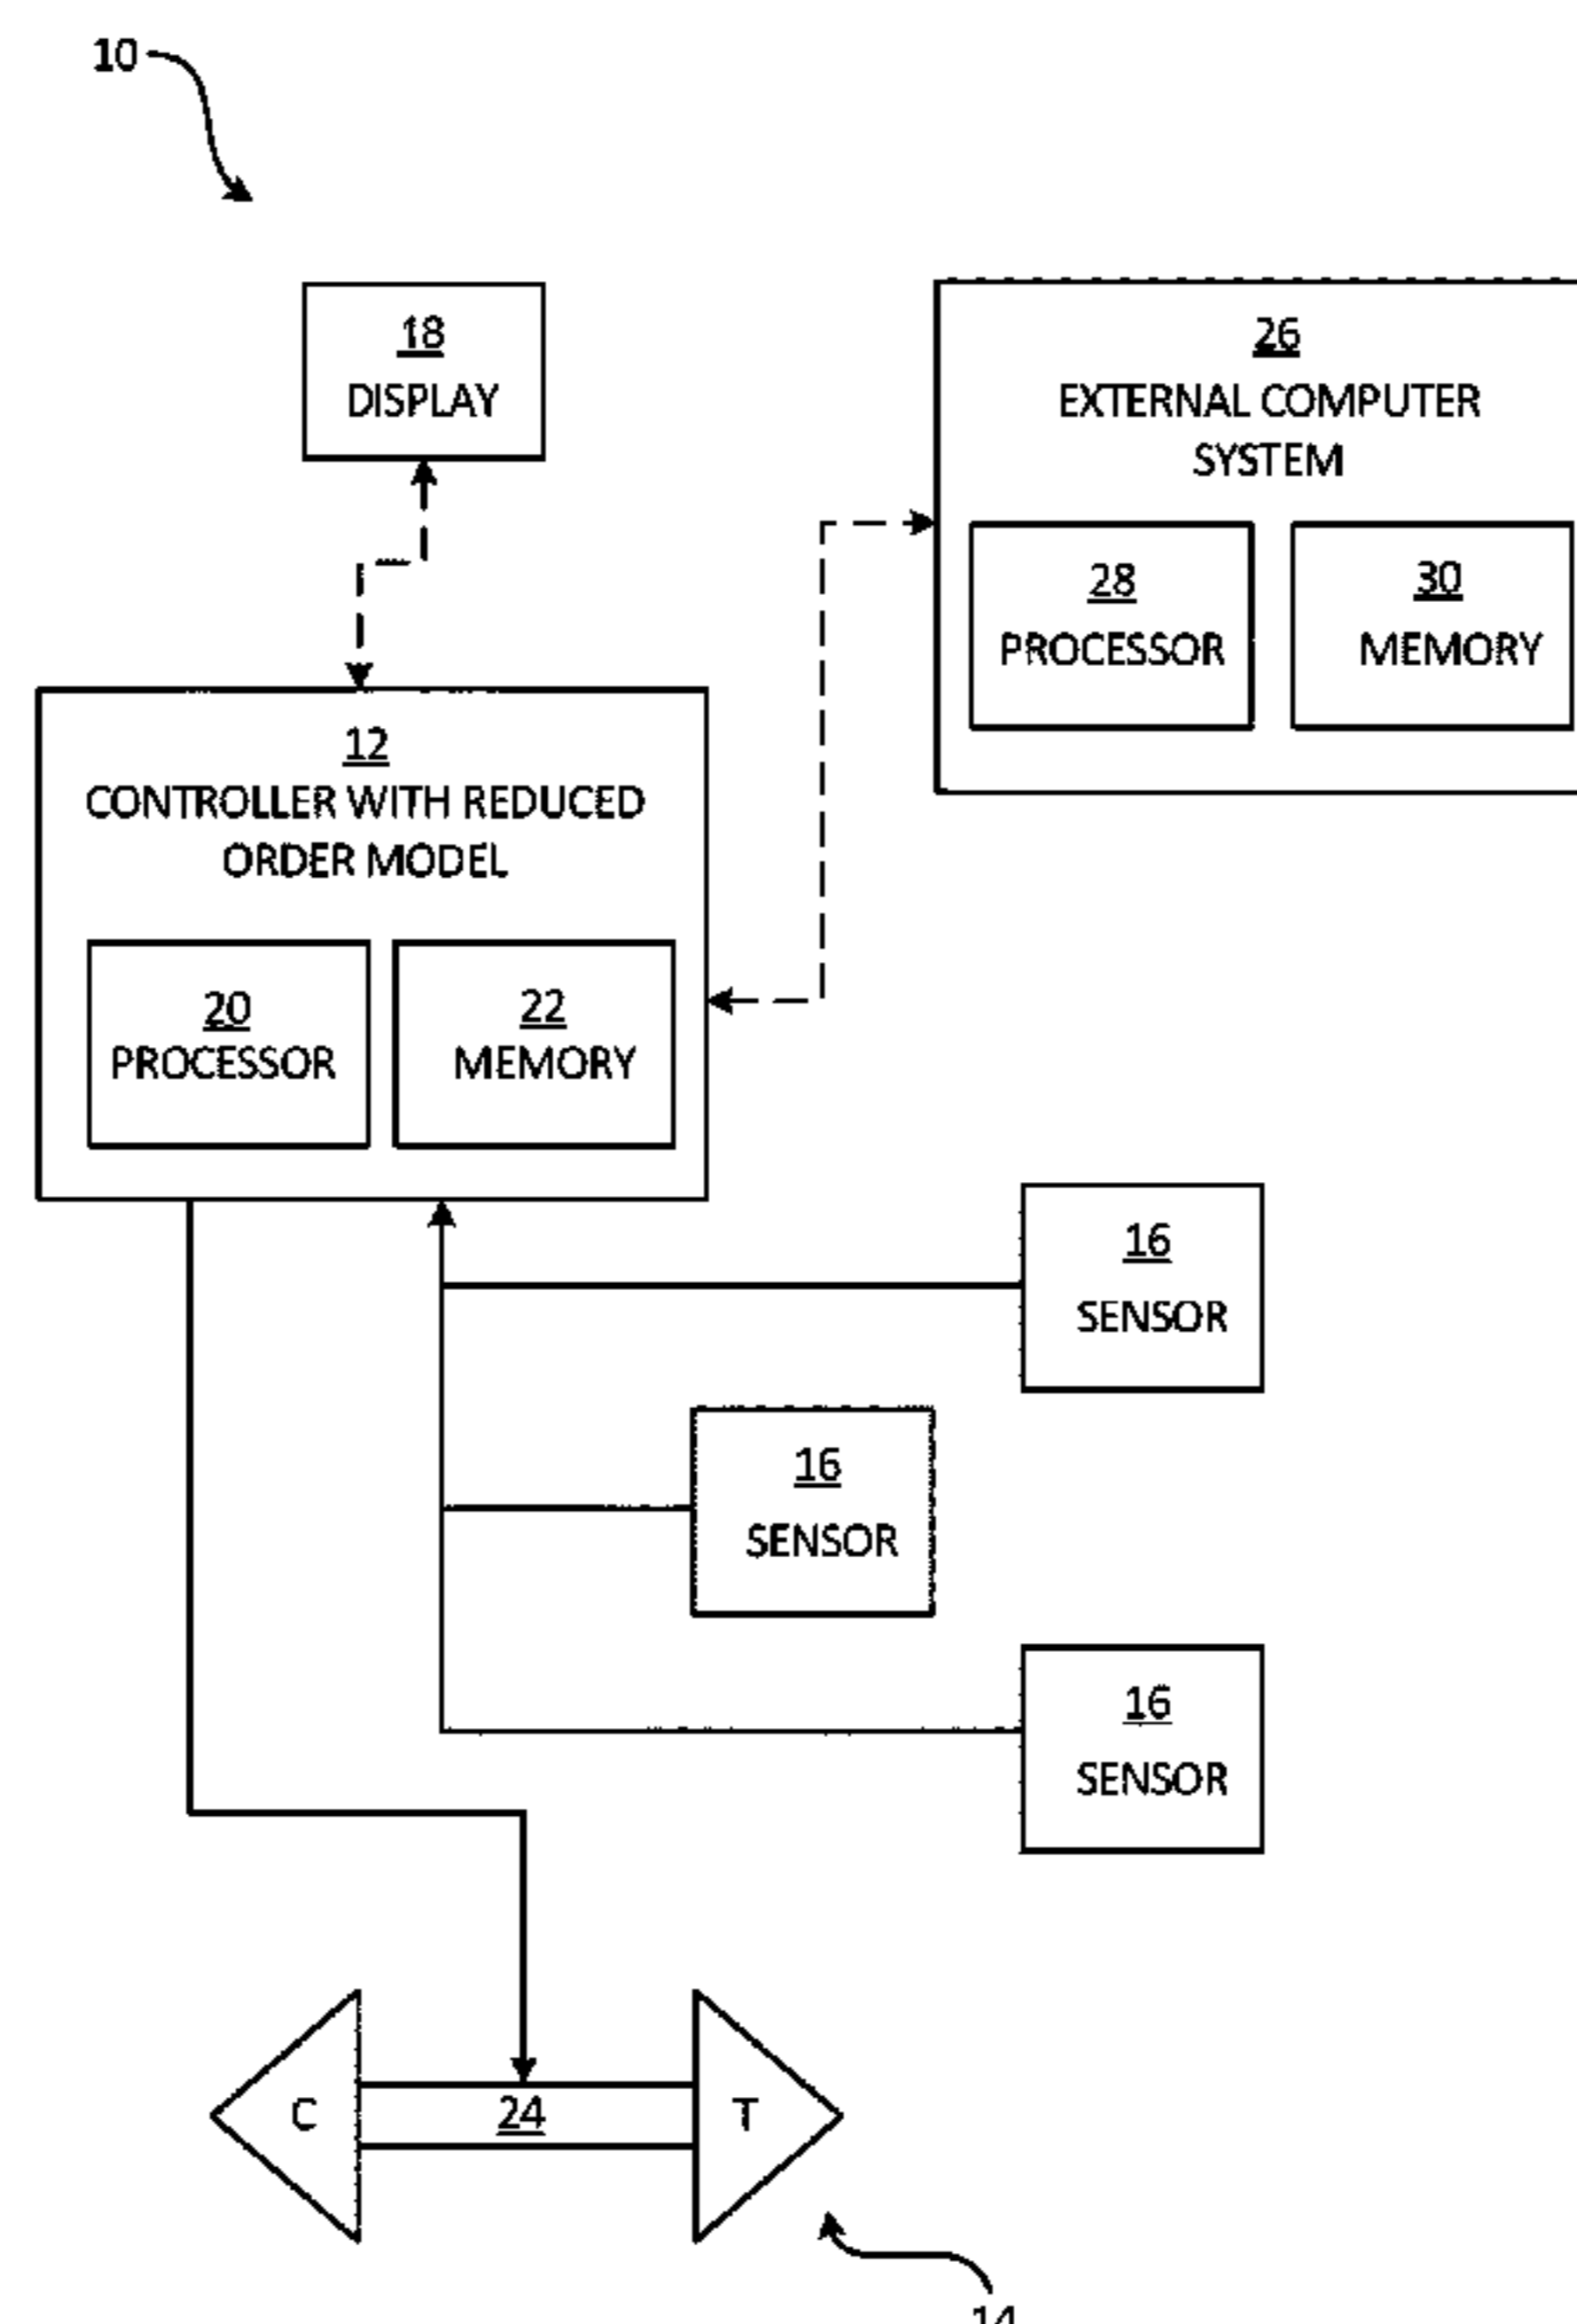 10
18
DISPLAY
26
EXTERNAL COMPUTER
SYSTEM
28
PROCESSOR
30
MEMORY
12
CONTROLLER WITH REDUCED
ORDER MODEL
20
PROCESSOR
22
MEMORY
16
SENSOR
16
SENSOR
16
SENSOR
C
24
T
14